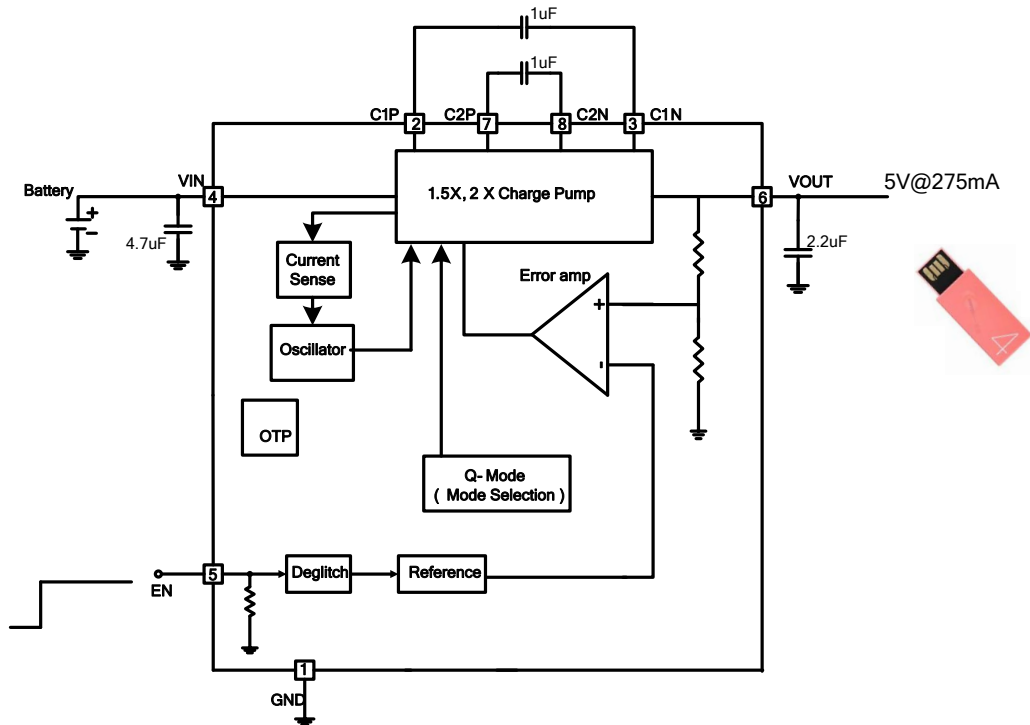 1uF
1uF
C1P
2
C2P
7
8
C2N
3
C1N
Battery
+
-
VIN
4
4.7uF
1.5X, 2 X Charge Pump
6
VOUT
5V@275mA
2.2uF
Current
Sense
Error amp
+
-
Oscillator
OTP
Q- Mode
( Mode Selection )
4
EN
5
Deglitch
Reference
1
GND